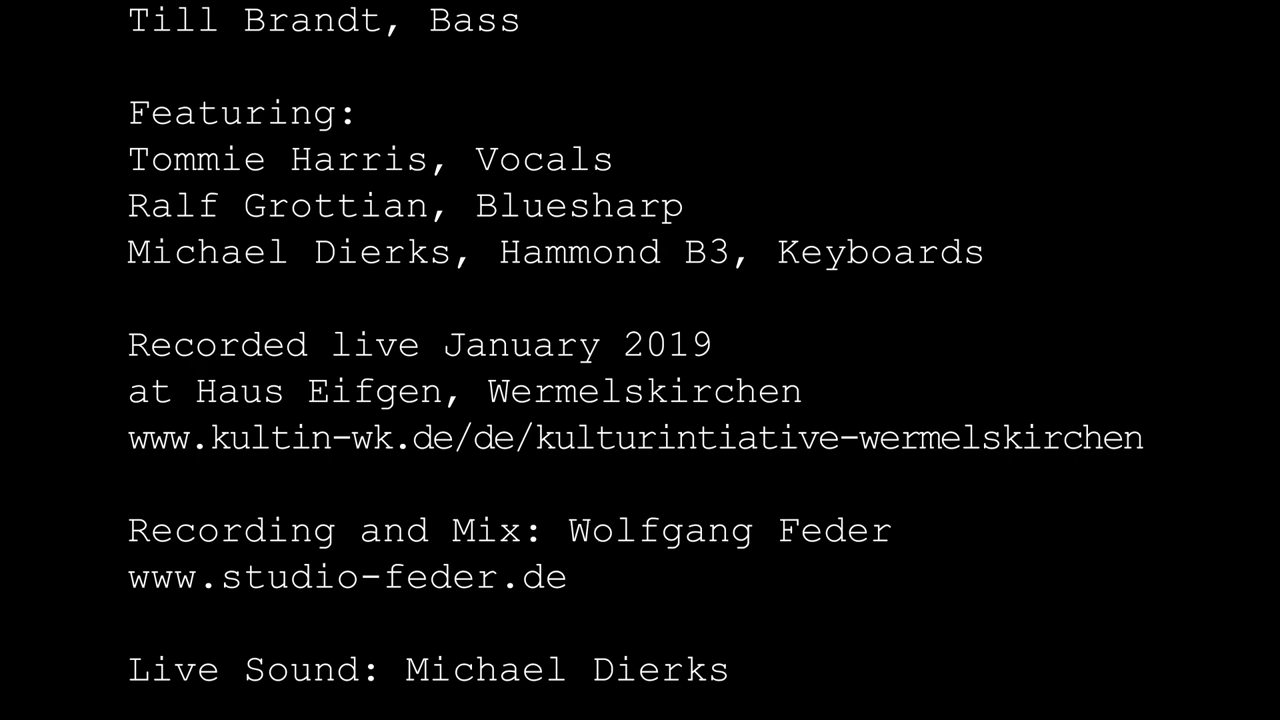 Till Brandt, Bass
Featuring:
Tommie Harris, Vocals
Ralf Grottian, Bluesharp
Michael Dierks, Hammond B3, Keyboards
Recorded live January 2019
at Haus Eifgen, Wermelskirchen
www.kultin-wk.de/de/kulturintiative-wermelskirchen
Recording and Mix: Wolfgang Feder
www.studio-feder.de
Live Sound: Michael Dierks